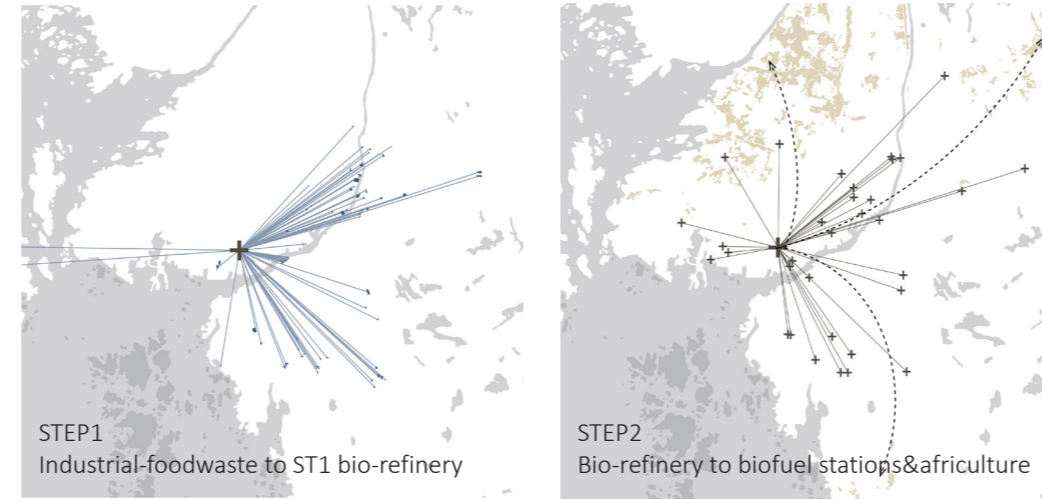 STEP1
Industrial-foodwaste to ST1 bio-refinery
STEP2
Bio-refinery to biofuel stations&africulture